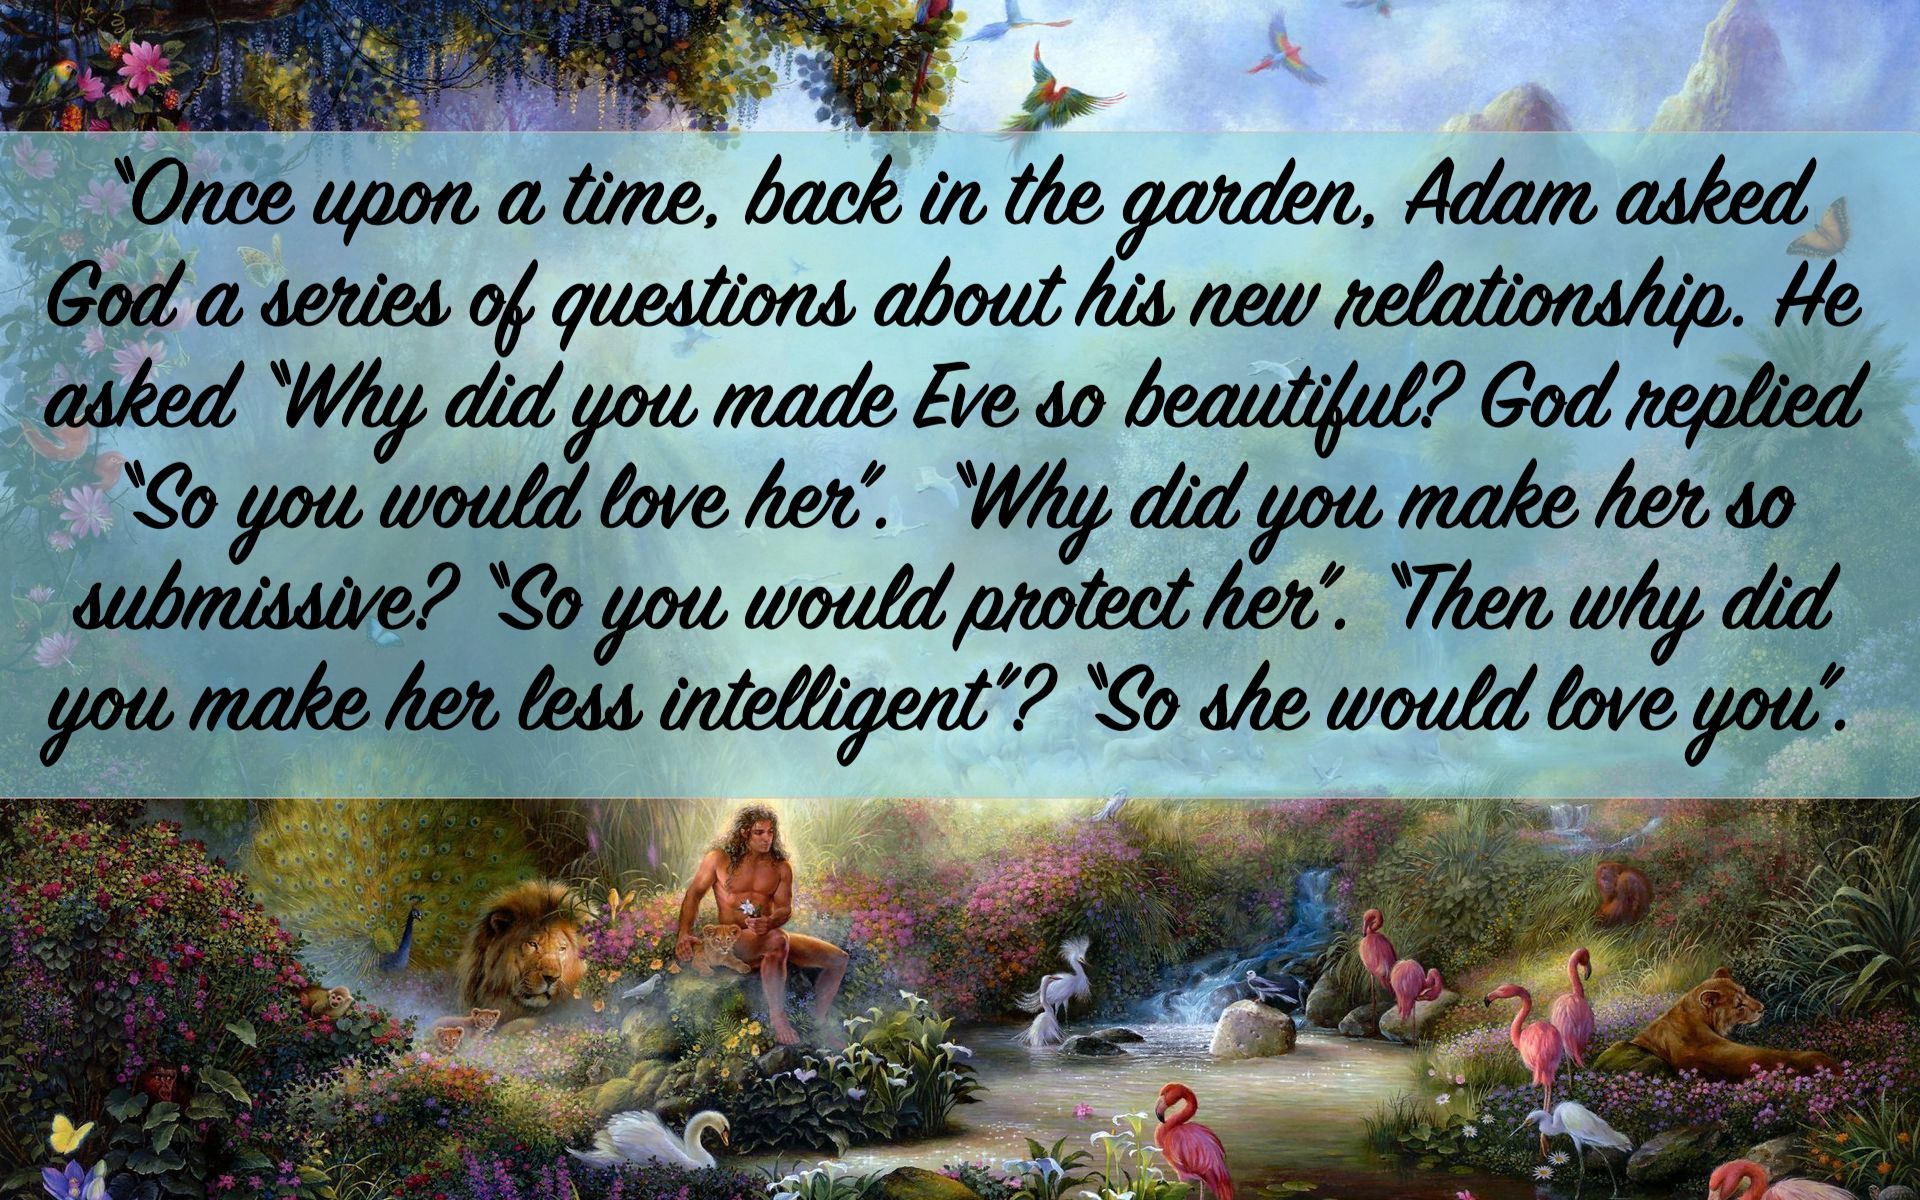 “Once upon a time, back in the garden, Adam asked
God a series of questions about his new relationship. He
asked “Why did you made Eve so beautiful? God replied
“So you would love her”. “Why did you make her so
submissive? “So you would protect her”. “Then why did
you make her less intelligent”? “So she would love you”.